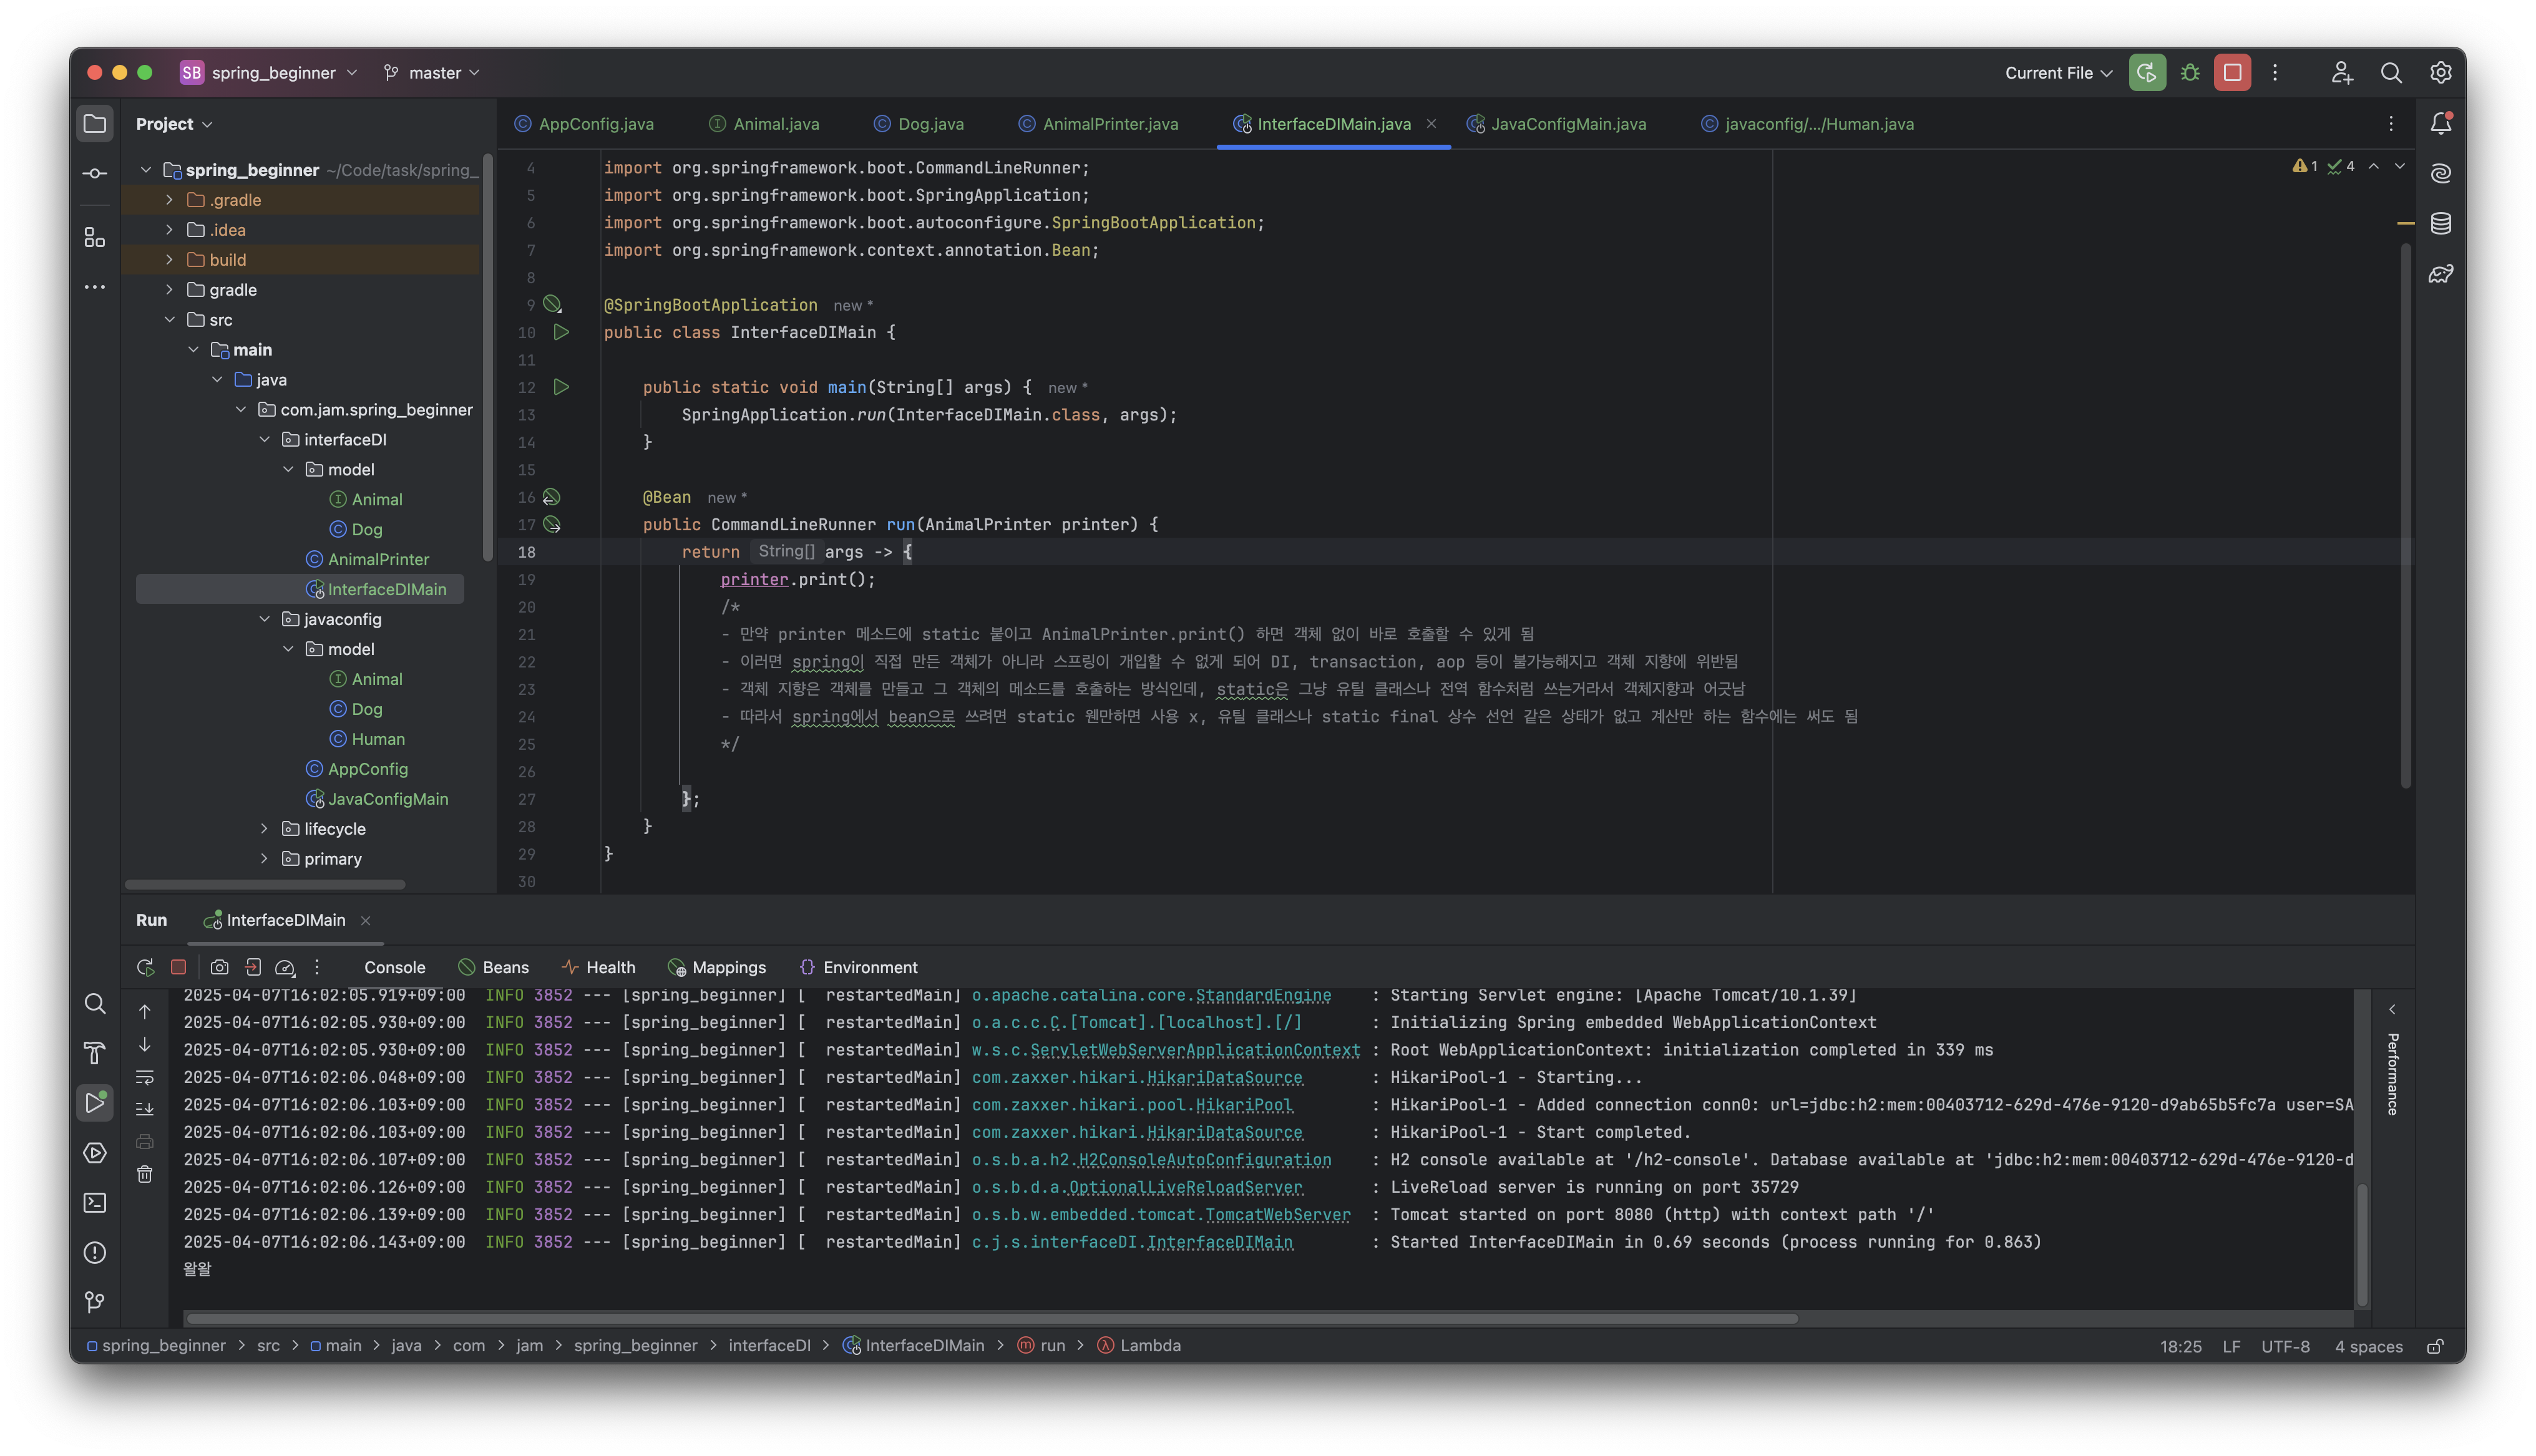 SB spring_beginner master Current File
Project
AppConfig.java Animal.java Dog.java AnimalPrinter.java InterfaceDIMain.java JavaConfigMain.java javaconfig/.../Human.java
spring_beginner ~/Code/task/spring_
.gradle
.idea
build
gradle
src
main
java
com.jam.spring_beginner
interfaceDI
model
Animal
Dog
AnimalPrinter
InterfaceDIMain
javaconfig
model
Animal
Dog
Human
AppConfig
JavaConfigMain
lifecycle
primary
1 4
4 import org.springframework.boot.CommandLineRunner;
5 import org.springframework.boot.SpringApplication;
6 import org.springframework.boot.autoconfigure.SpringBootApplication;
7 import org.springframework.context.annotation.Bean;
8
9 @SpringBootApplication new *
10 public class InterfaceDIMain {
11
12 public static void main(String[] args) { new *
13 SpringApplication.run(InterfaceDIMain.class, args);
14 }
15
16 @Bean new *
17 public CommandLineRunner run(AnimalPrinter printer) {
18 return String[] args -> {
19 printer.print();
20 /*
21 - 만약 printer 메소드에 static 붙이고 AnimalPrinter.print() 하면 객체 없이 바로 호출할 수 있게 됨
22 - 이러면 spring이 직접 만든 객체가 아니라 스프링이 개입할 수 없게 되어 DI, transaction, aop 등이 불가능해지고 객체 지향에 위반됨
23 - 객체 지향은 객체를 만들고 그 객체의 메소드를 호출하는 방식인데, static은 그냥 유틸 클래스나 전역 함수처럼 쓰는거라서 객체지향과 어긋남
24 - 따라서 spring에서 bean으로 쓰려면 static 웬만하면 사용 x, 유틸 클래스나 static final 상수 선언 같은 상태가 없고 계산만 하는 함수에는 써도 됨
25 */
26
27 };
28 }
29 }
30
Run InterfaceDIMain
Console Beans Health Mappings Environment
2025-04-07T16:02:05.919+09:00 INFO 3852 --- [spring_beginner] [ restartedMain] o.apache.catalina.core.StandardEngine : Starting Servlet engine: [Apache Tomcat/10.1.39]
2025-04-07T16:02:05.930+09:00 INFO 3852 --- [spring_beginner] [ restartedMain] o.a.c.c.C.[Tomcat].[localhost].[/] : Initializing Spring embedded WebApplicationContext
2025-04-07T16:02:05.930+09:00 INFO 3852 --- [spring_beginner] [ restartedMain] w.s.c.ServletWebServerApplicationContext : Root WebApplicationContext: initialization completed in 339 ms
2025-04-07T16:02:06.048+09:00 INFO 3852 --- [spring_beginner] [ restartedMain] com.zaxxer.hikari.HikariDataSource : HikariPool-1 - Starting...
2025-04-07T16:02:06.103+09:00 INFO 3852 --- [spring_beginner] [ restartedMain] com.zaxxer.hikari.pool.HikariPool : HikariPool-1 - Added connection conn0: url=jdbc:h2:mem:00403712-629d-476e-9120-d9ab65b5fc7a user=SA
2025-04-07T16:02:06.103+09:00 INFO 3852 --- [spring_beginner] [ restartedMain] com.zaxxer.hikari.HikariDataSource : HikariPool-1 - Start completed.
2025-04-07T16:02:06.107+09:00 INFO 3852 --- [spring_beginner] [ restartedMain] o.s.b.a.h2.H2ConsoleAutoConfiguration : H2 console available at '/h2-console'. Database available at 'jdbc:h2:mem:00403712-629d-476e-9120-d
2025-04-07T16:02:06.126+09:00 INFO 3852 --- [spring_beginner] [ restartedMain] o.s.b.d.a.OptionalLiveReloadServer : LiveReload server is running on port 35729
2025-04-07T16:02:06.139+09:00 INFO 3852 --- [spring_beginner] [ restartedMain] o.s.b.w.embedded.tomcat.TomcatWebServer : Tomcat started on port 8080 (http) with context path '/'
2025-04-07T16:02:06.143+09:00 INFO 3852 --- [spring_beginner] [ restartedMain] c.j.s.interfaceDI.InterfaceDIMain : Started InterfaceDIMain in 0.69 seconds (process running for 0.863)
왈왈
Performance
spring_beginner > src > main > java > com > jam > spring_beginner > interfaceDI > InterfaceDIMain > run > Lambda 18:25 LF UTF-8 4 spaces